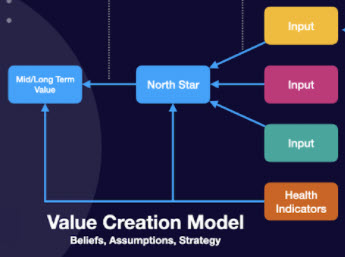 Input
Mid/Long Term
Value
North Star
Input
Input
Health
Indicators
Value Creation Model
Beliefs, Assumptions, Strategy